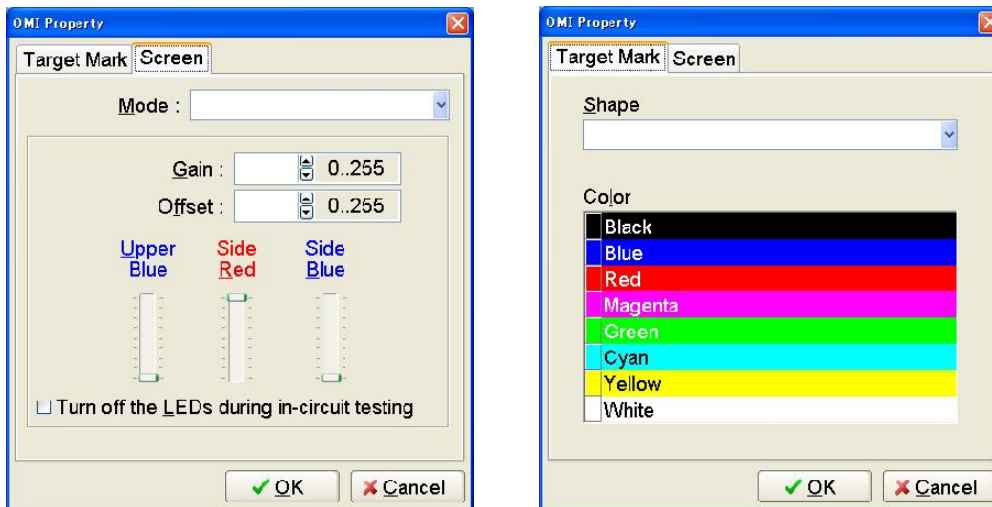 OMI Property
Target Mark Screen
Mode :
Gain : 0..255
Offset : 0..255
Upper Blue
Side Red
Side Blue
Turn off the LEDs during in-circuit testing
OK Cancel
OMI Property
Target Mark Screen
Shape
Color
Black
Blue
Red
Magenta
Green
Cyan
Yellow
White
OK Cancel